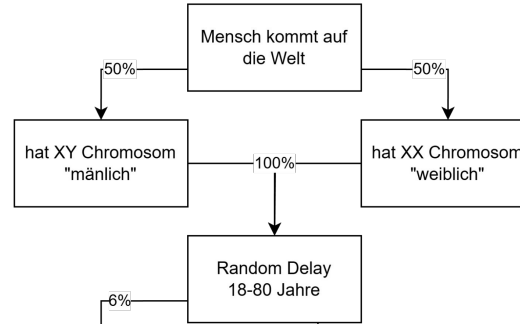 Mensch kommt auf
die Welt
50%
50%
hat XY Chromosom
"mänlich"
100%
hat XX Chromosom
"weiblich"
Random Delay
18-80 Jahre
6%